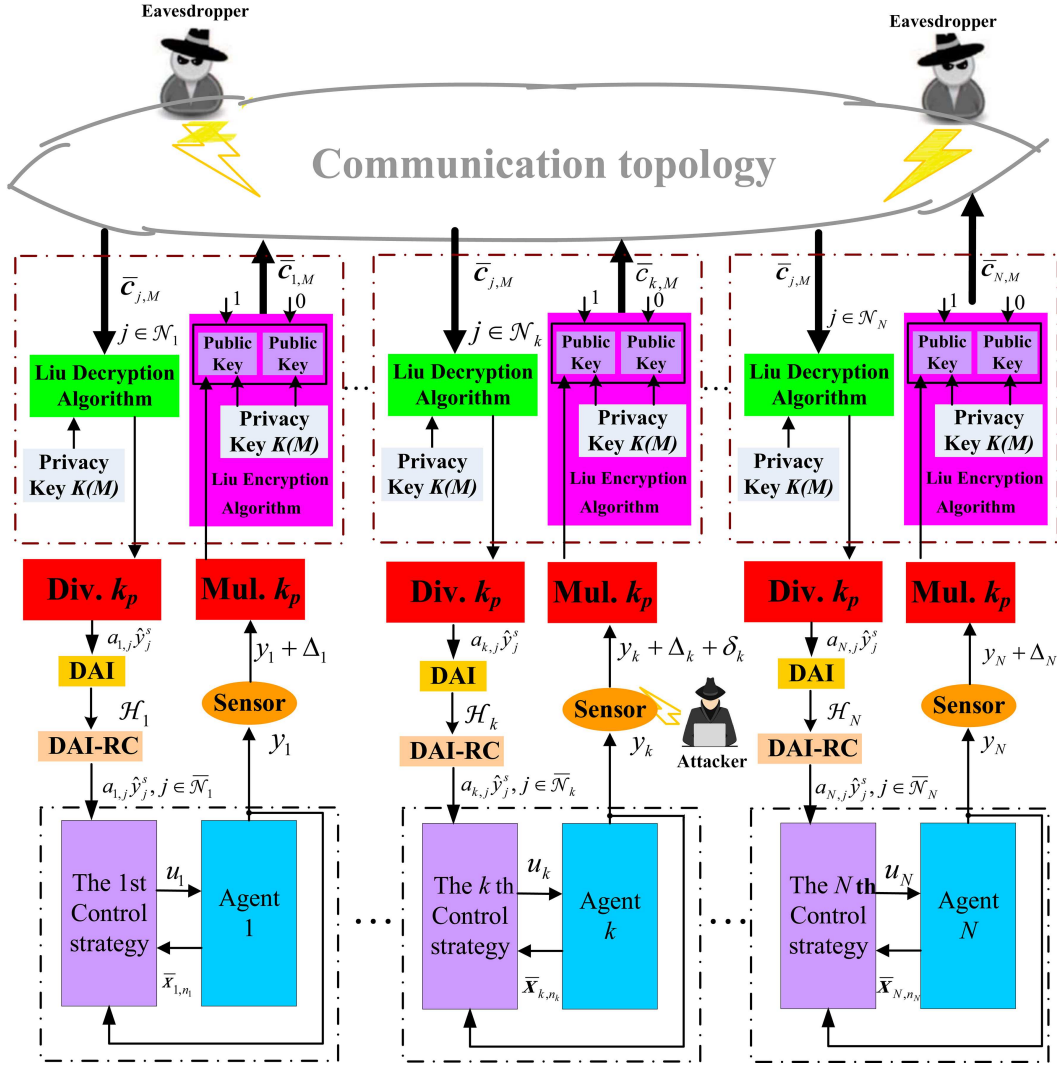 Eavesdropper
Eavesdropper
Communication topology
c̄_{j,M}
j ∈ 𝒩_1
c̄_{1,M}
1
0
Public
Key
Public
Key
Liu Decryption
Algorithm
Privacy
Key K(M)
Privacy
Key K(M)
Liu Encryption
Algorithm
...
c̄_{j,M}
j ∈ 𝒩_k
c̄_{k,M}
1
0
Public
Key
Public
Key
Liu Decryption
Algorithm
Privacy
Key K(M)
Privacy
Key K(M)
Liu Encryption
Algorithm
...
c̄_{j,M}
j ∈ 𝒩_N
c̄_{N,M}
1
0
Public
Key
Public
Key
Liu Decryption
Algorithm
Privacy
Key K(M)
Privacy
Key K(M)
Liu Encryption
Algorithm
Div. k_p
Mul. k_p
Div. k_p
Mul. k_p
Div. k_p
Mul. k_p
a_{1,j}ŷ_j^s
y_1 + Δ_1
DAI
Sensor
ℋ_1
DAI-RC
y_1
a_{1,j}ŷ_j^s, j ∈ 𝒩̄_1
a_{k,j}ŷ_j^s
y_k + Δ_k + δ_k
DAI
Sensor
ℋ_k
DAI-RC
y_k
Attacker
a_{k,j}ŷ_j^s, j ∈ 𝒩̄_k
a_{N,j}ŷ_j^s
y_N + Δ_N
DAI
Sensor
ℋ_N
DAI-RC
y_N
a_{N,j}ŷ_j^s, j ∈ 𝒩̄_N
The 1st
Control
strategy
u_1
x̄_{1,n_1}
Agent
1
...
The k th
Control
strategy
u_k
x̄_{k,n_k}
Agent
k
...
The N th
Control
strategy
u_N
x̄_{N,n_N}
Agent
N